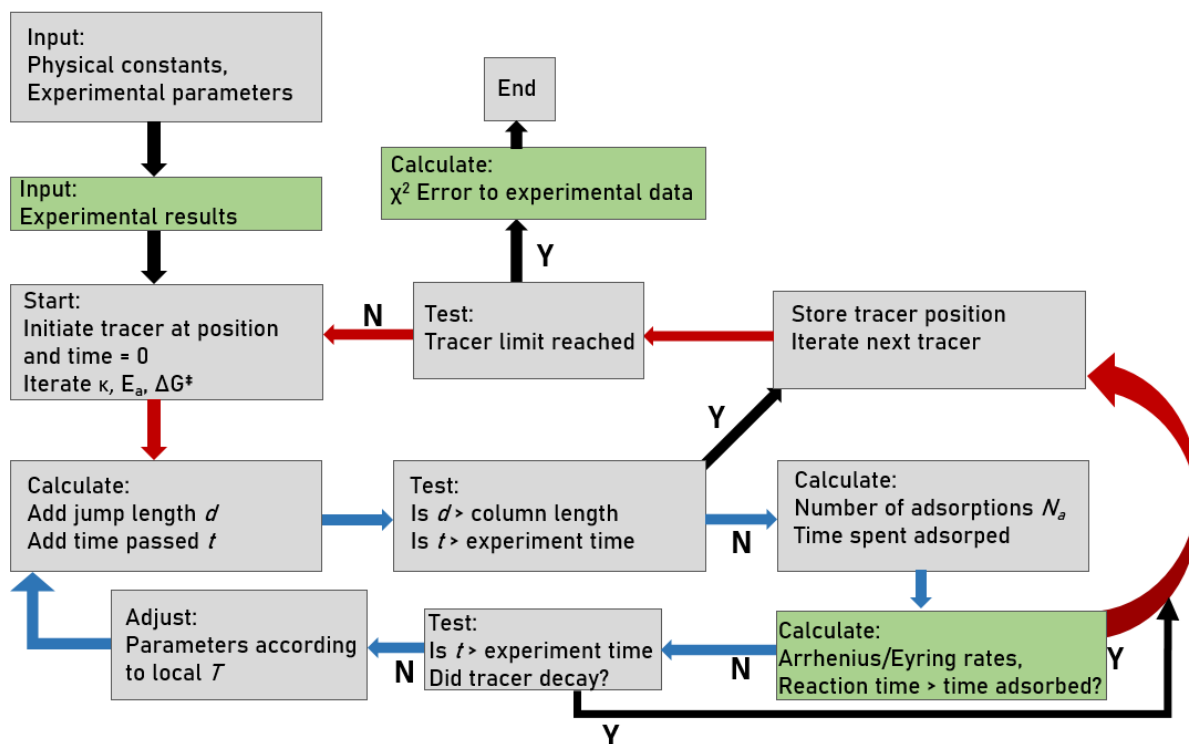 Input:
Physical constants,
Experimental parameters
End
Calculate:
χ² Error to experimental data
Input:
Experimental results
Y
Start:
Initiate tracer at position
and time = 0
Iterate κ, Eₐ, ΔG‡
N
Test:
Tracer limit reached
Store tracer position
Iterate next tracer
Y
Calculate:
Add jump length d
Add time passed t
Test:
Is d > column length
Is t > experiment time
N
Calculate:
Number of adsorptions Nₐ
Time spent adsorped
Adjust:
Parameters according
to local T
N
Test:
Is t > experiment time
Did tracer decay?
N
Calculate:
Arrhenius/Eyring rates,
Reaction time > time adsorbed?
Y
Y